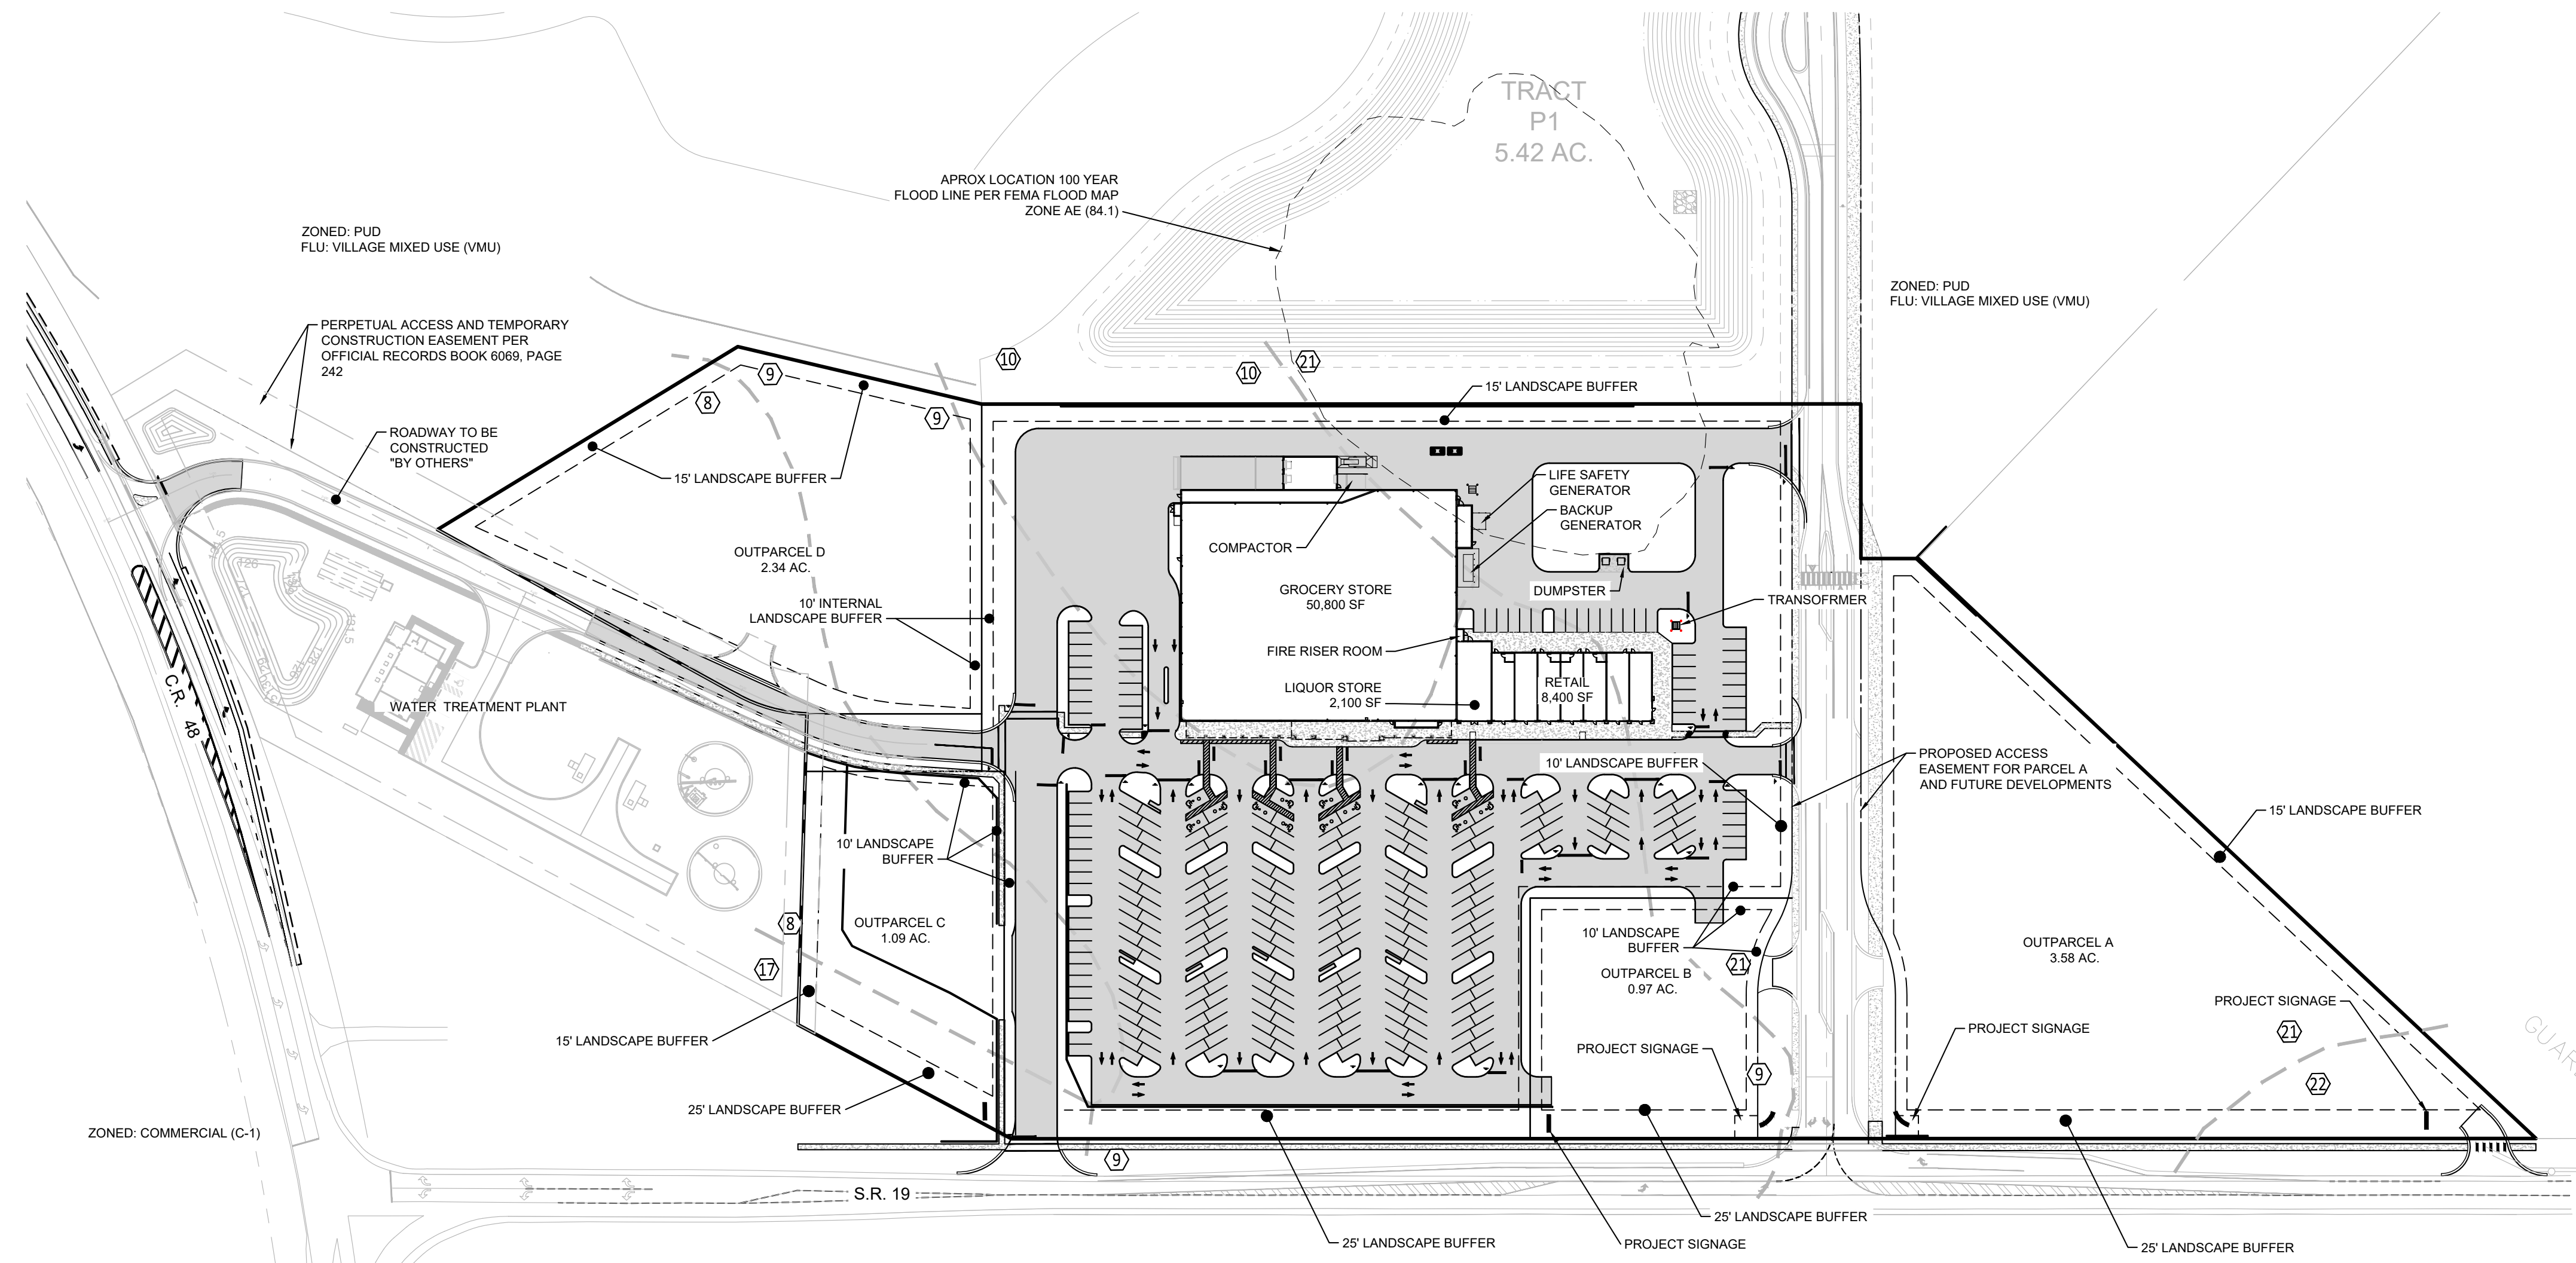 TRACT
P1
5.42 AC.
APROX LOCATION 100 YEAR
FLOOD LINE PER FEMA FLOOD MAP
ZONE AE (84.1)
ZONED: PUD
FLU: VILLAGE MIXED USE (VMU)
ZONED: PUD
FLU: VILLAGE MIXED USE (VMU)
PERPETUAL ACCESS AND TEMPORARY
CONSTRUCTION EASEMENT PER
OFFICIAL RECORDS BOOK 6069, PAGE
242
10
10
21
9
8
9
15' LANDSCAPE BUFFER
ROADWAY TO BE
CONSTRUCTED
"BY OTHERS"
15' LANDSCAPE BUFFER
LIFE SAFETY
GENERATOR
BACKUP
GENERATOR
COMPACTOR
OUTPARCEL D
2.34 AC.
GROCERY STORE
50,800 SF
DUMPSTER
TRANSOFRMER
10' INTERNAL
LANDSCAPE BUFFER
FIRE RISER ROOM
LIQUOR STORE
2,100 SF
RETAIL
8,400 SF
C.R. 48
WATER TREATMENT PLANT
10' LANDSCAPE BUFFER
PROPOSED ACCESS
EASEMENT FOR PARCEL A
AND FUTURE DEVELOPMENTS
15' LANDSCAPE BUFFER
10' LANDSCAPE
BUFFER
8
OUTPARCEL C
1.09 AC.
17
10' LANDSCAPE
BUFFER
21
OUTPARCEL B
0.97 AC.
OUTPARCEL A
3.58 AC.
PROJECT SIGNAGE
PROJECT SIGNAGE
21
15' LANDSCAPE BUFFER
PROJECT SIGNAGE
9
22
25' LANDSCAPE BUFFER
ZONED: COMMERCIAL (C-1)
9
S.R. 19
25' LANDSCAPE BUFFER
25' LANDSCAPE BUFFER
PROJECT SIGNAGE
25' LANDSCAPE BUFFER